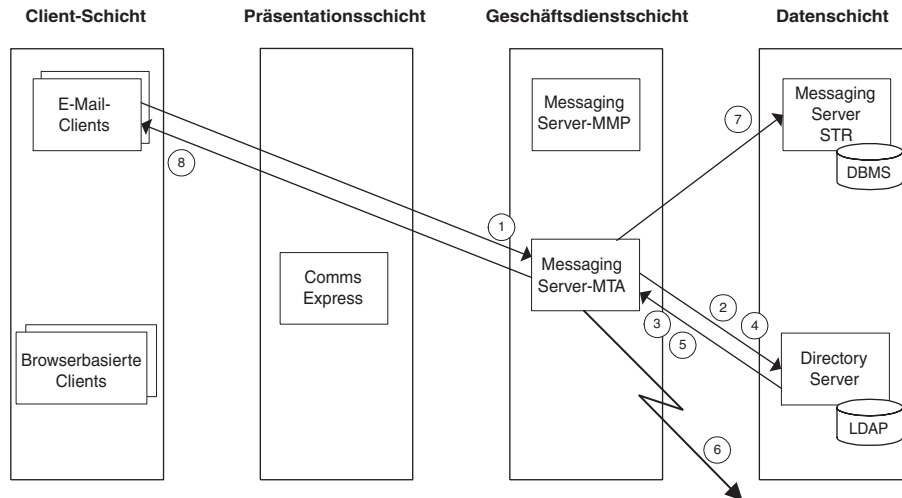 Client-Schicht
Präsentationsschicht
Geschäftsdienstschicht
Datenschicht
E-Mail-
Clients
Messaging
Server-MMP
Messaging
Server
STR
DBMS
7
8
1
Comms
Express
Messaging
Server-MTA
2
4
3
5
Browserbasierte
Clients
Directory
Server
LDAP
6